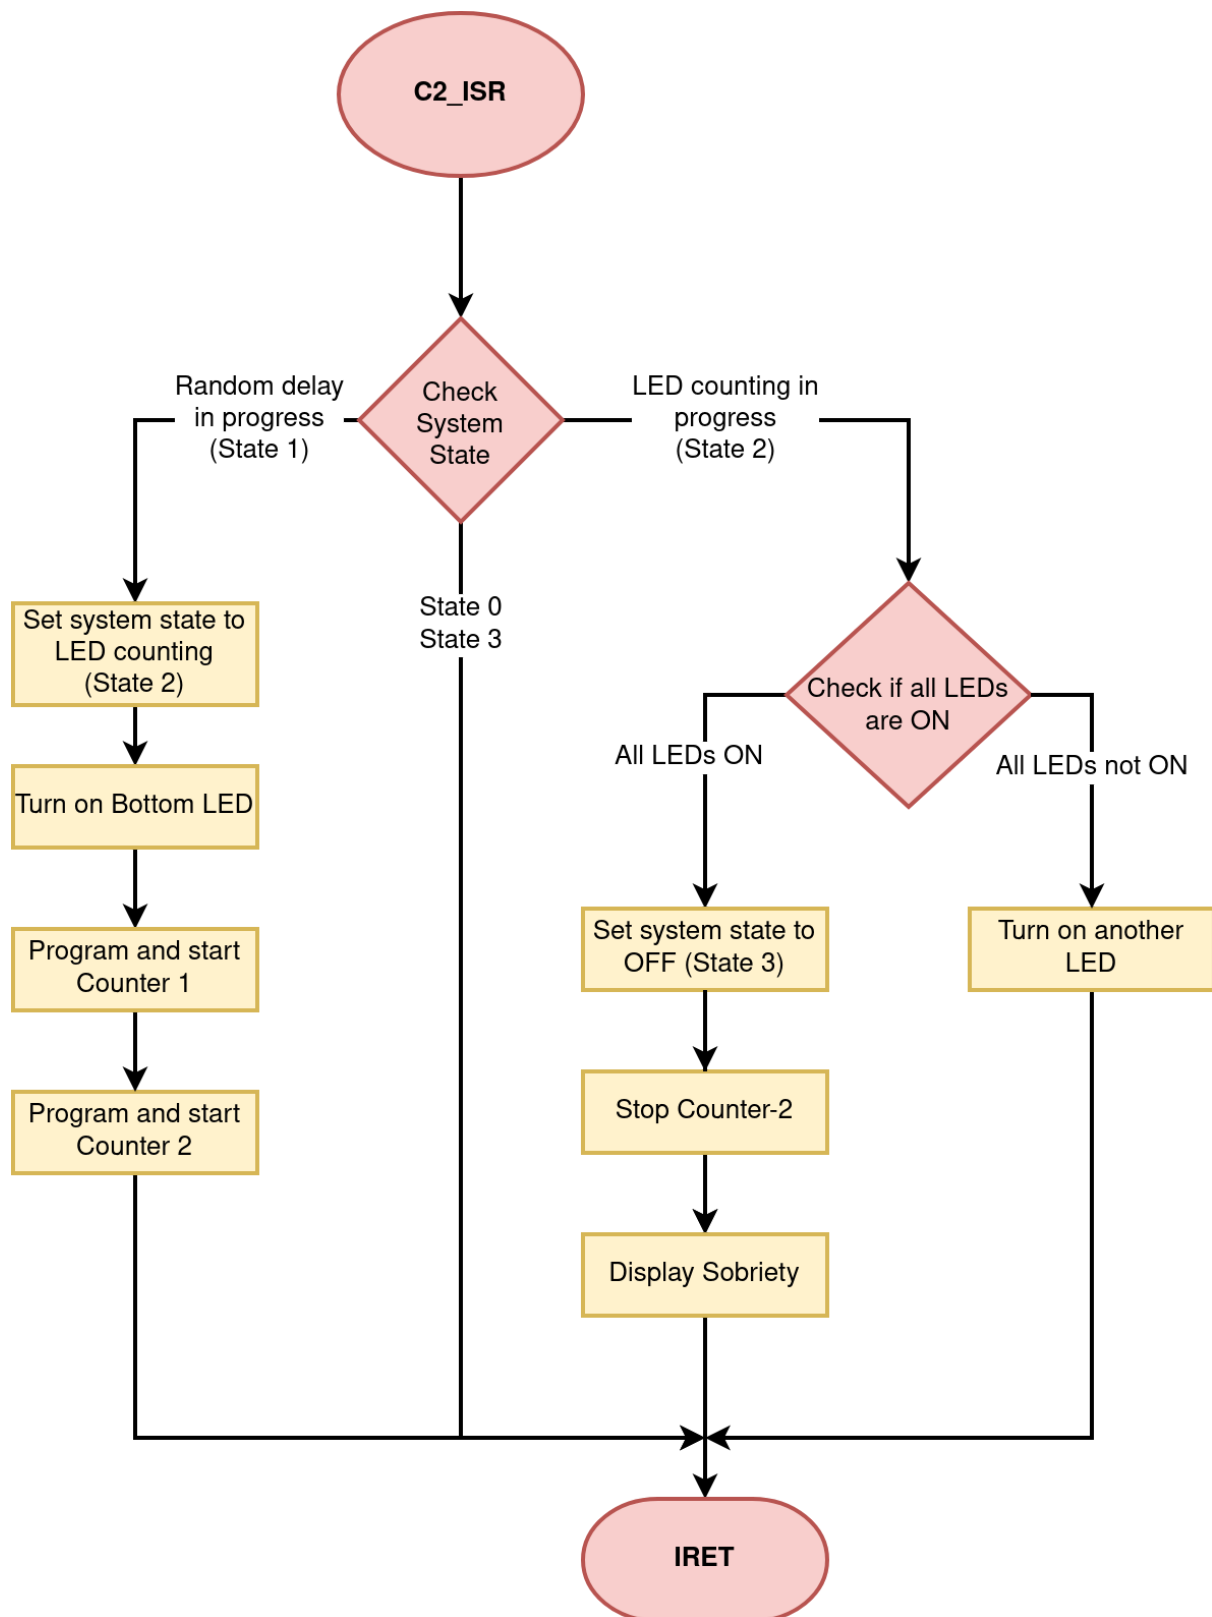 C2_ISR
Check
System
State
Random delay
in progress
(State 1)
LED counting in
progress
(State 2)
State 0
State 3
Set system state to
LED counting
(State 2)
Turn on Bottom LED
Program and start
Counter 1
Program and start
Counter 2
Check if all LEDs
are ON
All LEDs ON
All LEDs not ON
Set system state to
OFF (State 3)
Turn on another
LED
Stop Counter-2
Display Sobriety
IRET